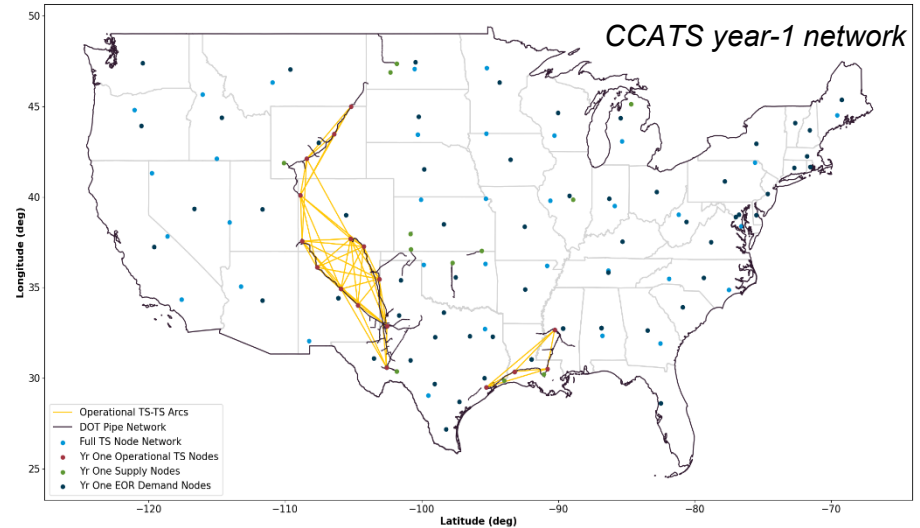 CCATS year-1 network
50
45
40
35
30
25
Longitude (deg)
Operational TS-TS Arcs
DOT Pipe Network
Full TS Node Network
Yr One Operational TS Nodes
Yr One Supply Nodes
Yr One EOR Demand Nodes
−120 −110 −100 −90 −80 −70
Latitude (deg)